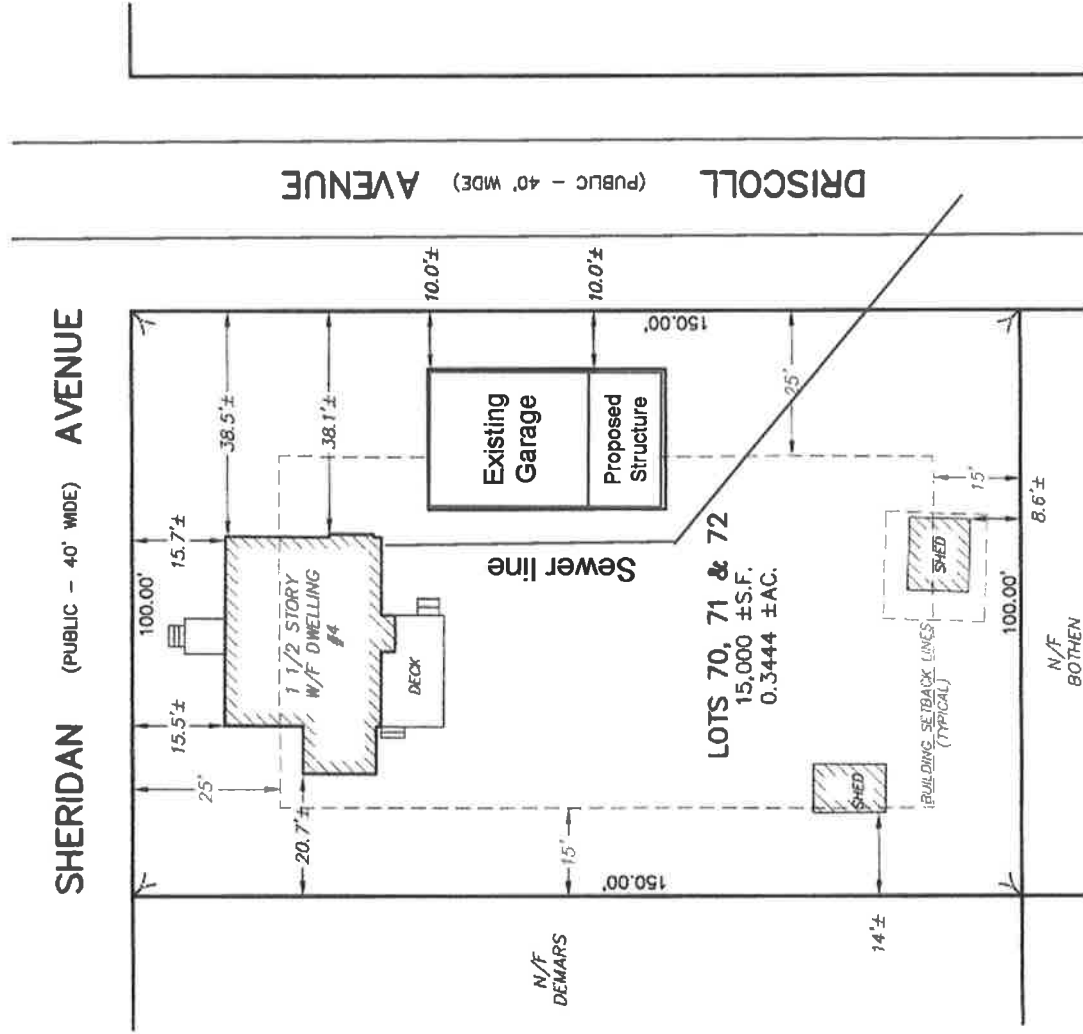 SHERIDAN (PUBLIC - 40' WIDE) AVENUE
DRISCOLL (PUBLIC - 40' WIDE) AVENUE
100.00'
15.5'±
15.7'±
38.5'±
38.1'±
10.0'±
10.0'±
25'
20.7'±
1 1/2 STORY
W/F DWELLING
#4
DECK
Existing
Garage
Proposed
Structure
150.00'
25'
Sewer line
LOTS 70, 71 & 72
15,000 ±S.F.
0.3444 ±AC.
15'
150.00'
N/F
DEMARS
14'±
SHED
SHED
BUILDING SETBACK LINES
(TYPICAL)
15'
8.6'±
100.00'
N/F
BOTHEN